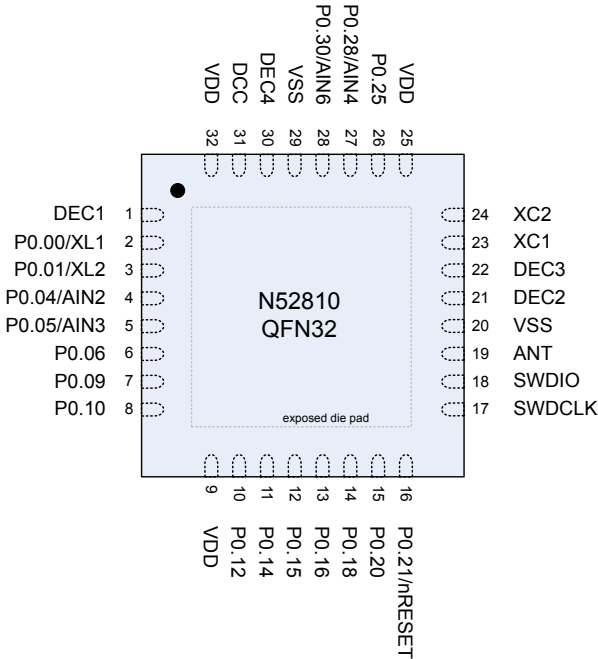 VDD
DCC
DEC4
VSS
P0.30/AIN6
P0.28/AIN4
P0.25
VDD
32
31
30
29
28
27
26
25
DEC1 1
P0.00/XL1 2
P0.01/XL2 3
P0.04/AIN2 4
P0.05/AIN3 5
P0.06 6
P0.09 7
P0.10 8
N52810
QFN32
exposed die pad
24 XC2
23 XC1
22 DEC3
21 DEC2
20 VSS
19 ANT
18 SWDIO
17 SWDCLK
9
10
11
12
13
14
15
16
VDD
P0.12
P0.14
P0.15
P0.16
P0.18
P0.20
P0.21/nRESET